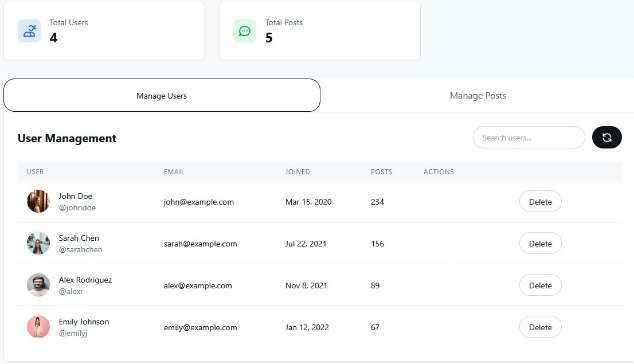 Total Users
4
Total Posts
5
Manage Users
Manage Posts
User Management
Search users...
USER EMAIL JOINED POSTS ACTIONS
John Doe
@johndoe
john@example.com Mar 15, 2020 234 Delete
Sarah Chen
@sarahchen
sarah@example.com Jul 22, 2021 156 Delete
Alex Rodriguez
@alexr
alex@example.com Nov 8, 2021 89 Delete
Emily Johnson
@emilyj
emily@example.com Jan 12, 2022 67 Delete